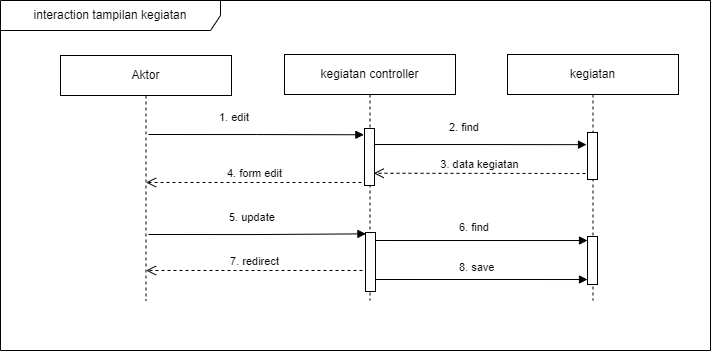 interaction tampilan kegiatan
Aktor
kegiatan controller
kegiatan
1. edit
2. find
3. data kegiatan
4. form edit
5. update
6. find
7. redirect
8. save